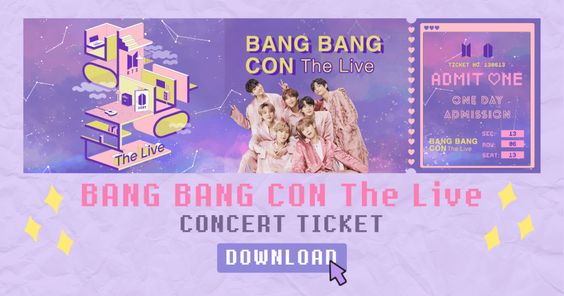 BTS
The Live
BANG BANG
CON The Live
TICKET NO. 130613
ADMIT ONE
ONE DAY
ADMISSION
BANG BANG
CON The Live
SEC: 13
ROW: 06
SEAT: 13
BANG BANG CON The Live
CONCERT TICKET
DOWNLOAD